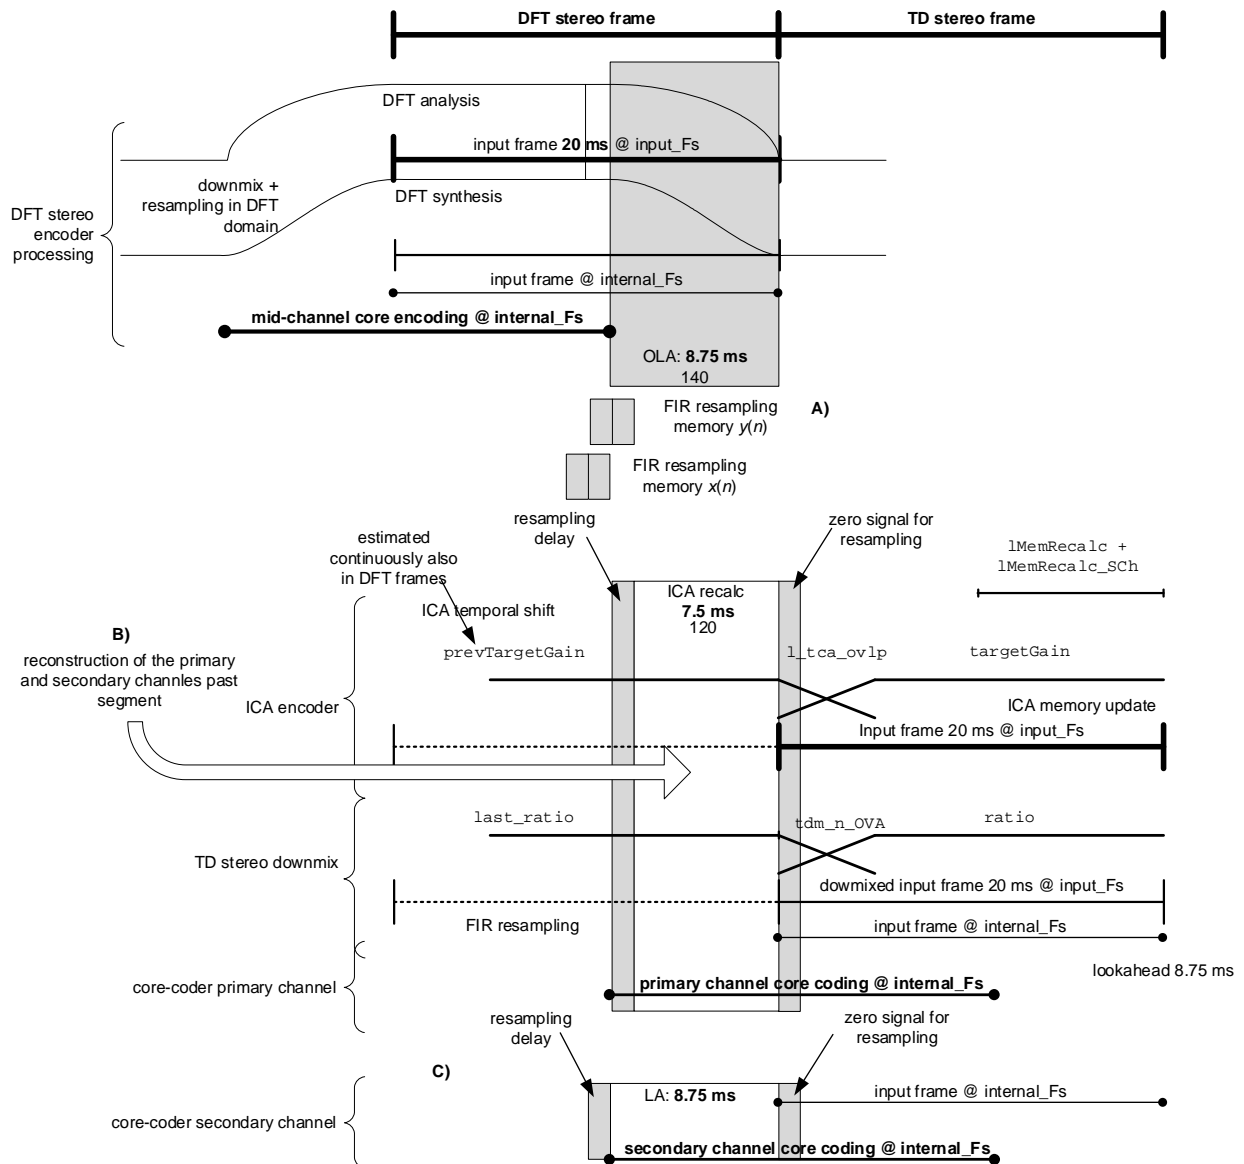 DFT stereo frame
TD stereo frame
DFT analysis
input frame 20 ms @ input_Fs
downmix +
resampling in DFT
domain
DFT synthesis
DFT stereo
encoder
processing
input frame @ internal_Fs
mid-channel core encoding @ internal_Fs
OLA: 8.75 ms
140
A)
FIR resampling
memory y(n)
FIR resampling
memory x(n)
resampling
delay
zero signal for
resampling
estimated
continuously also
in DFT frames
lMemRecalc +
lMemRecalc_SCh
ICA temporal shift
ICA recalc
7.5 ms
120
B)
reconstruction of the primary
and secondary channles past
segment
prevTargetGain
l_tca_ovlp
targetGain
ICA encoder
ICA memory update
Input frame 20 ms @ input_Fs
last_ratio
tdm_n_OVA
ratio
TD stereo downmix
dowmixed input frame 20 ms @ input_Fs
FIR resampling
input frame @ internal_Fs
lookahead 8.75 ms
core-coder primary channel
primary channel core coding @ internal_Fs
resampling
delay
zero signal for
resampling
C)
LA: 8.75 ms
input frame @ internal_Fs
core-coder secondary channel
secondary channel core coding @ internal_Fs